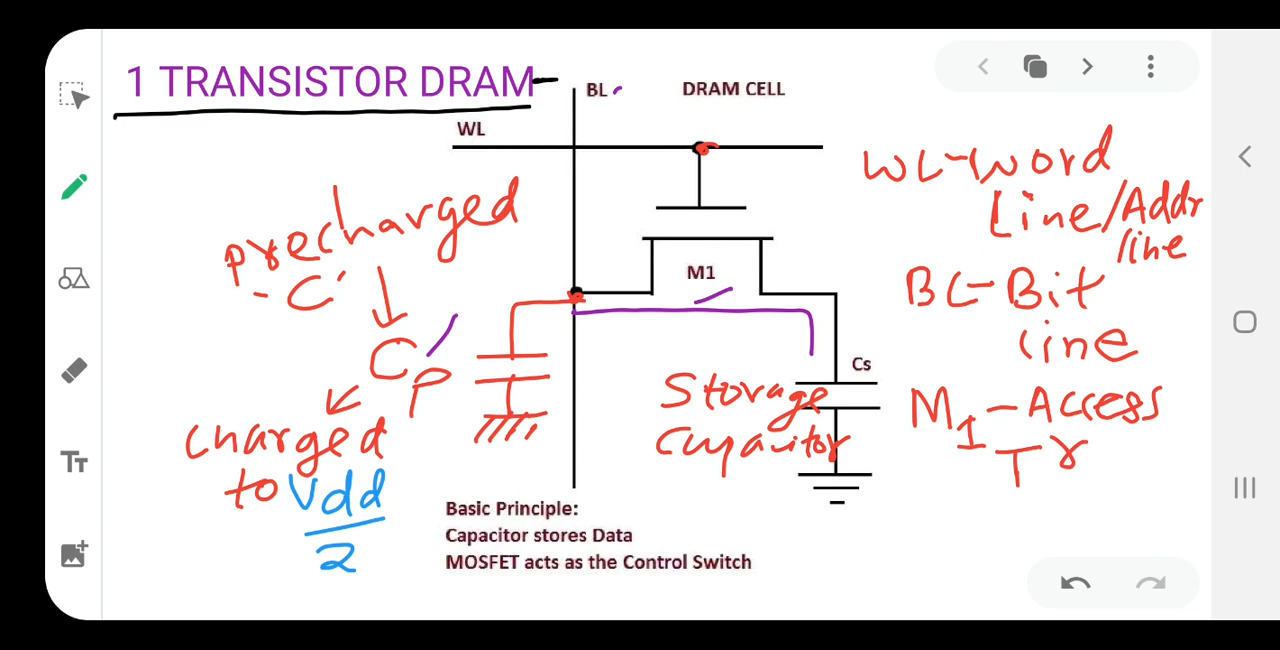 1 TRANSISTOR DRAM
BL
DRAM CELL
WL
WL-Word
Line/Addr
line
precharged
- C
M1
BL-Bit
line
Cp
Cs
Storage
Capacitor
M1-Access
Tr
charged
to Vdd
2
Basic Principle:
Capacitor stores Data
MOSFET acts as the Control Switch
TT